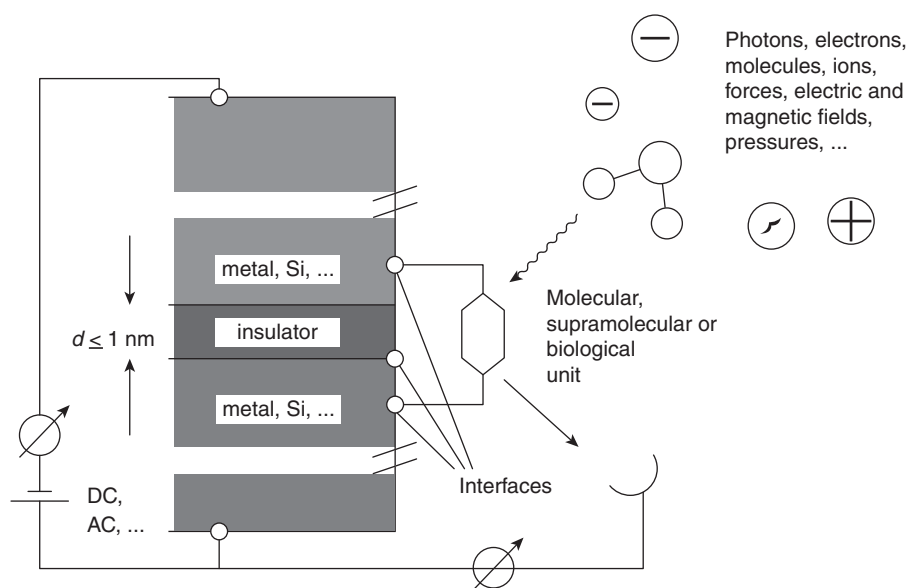 Photons, electrons,
molecules, ions,
forces, electric and
magnetic fields,
pressures, ...
metal, Si, ...
insulator
d ≤ 1 nm
metal, Si, ...
Molecular,
supramolecular or
biological
unit
Interfaces
DC,
AC, ...